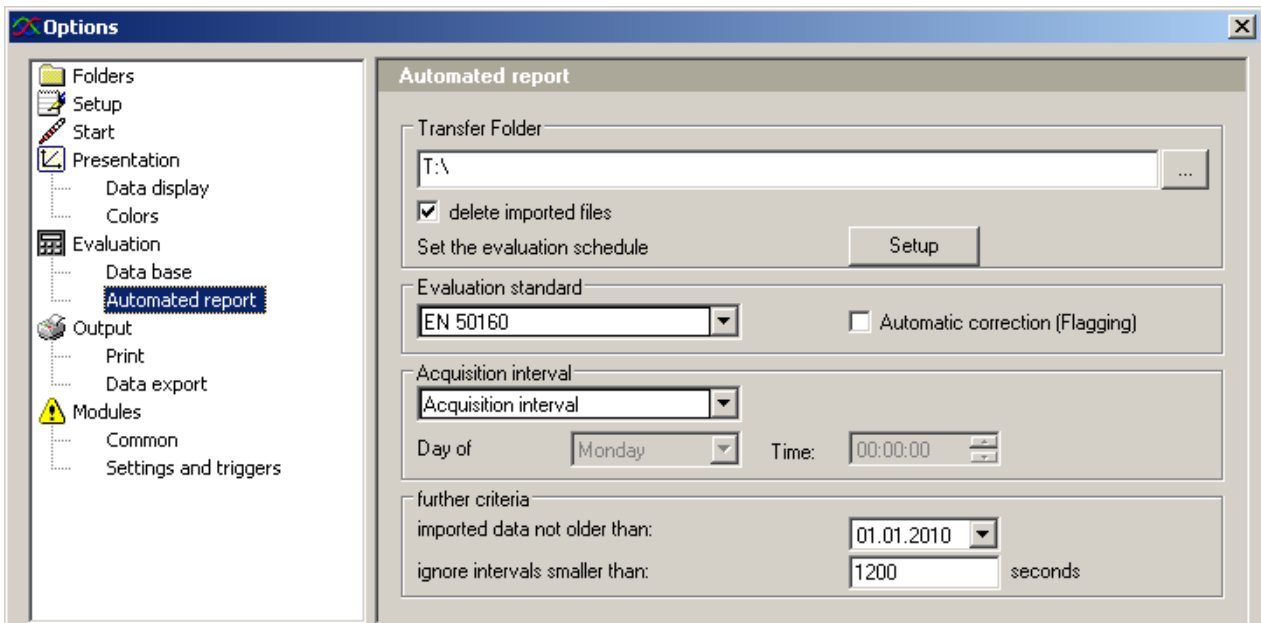 Options
Folders
Setup
Start
Presentation
Data display
Colors
Evaluation
Data base
Automated report
Output
Print
Data export
Modules
Common
Settings and triggers
Automated report
Transfer Folder
T:\
...
delete imported files
Set the evaluation schedule Setup
Evaluation standard
EN 50160 Automatic correction (Flagging)
Acquisition interval
Acquisition interval
Day of Monday Time: 00:00:00
further criteria
imported data not older than: 01.01.2010
ignore intervals smaller than: 1200 seconds